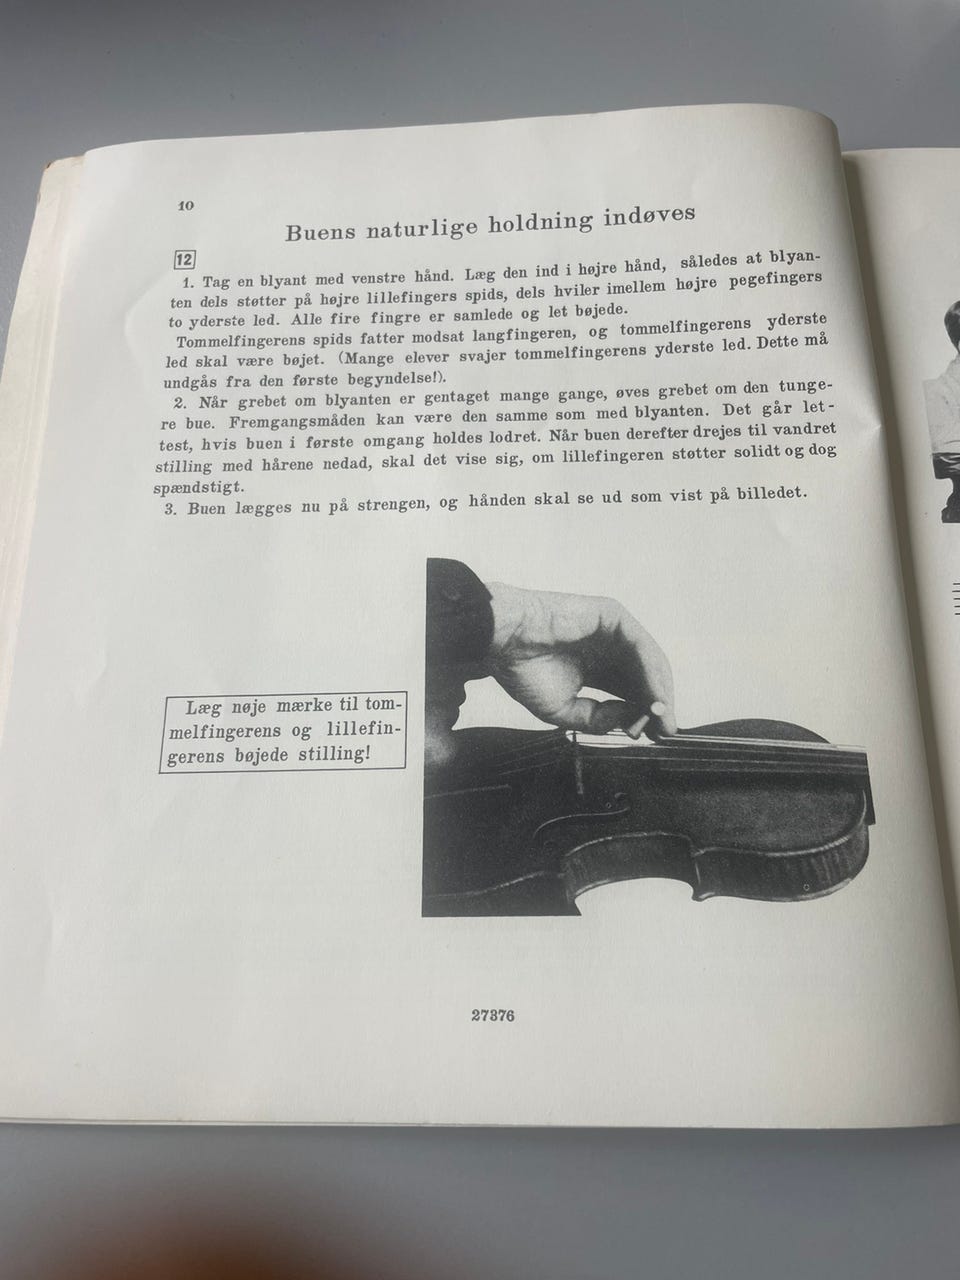 10
Buens naturlige holdning indøves
12
1. Tag en blyant med venstre hånd. Læg den ind i højre hånd, således at blyan-
ten dels støtter på højre lillefingers spids, dels hviler imellem højre pegefingers
to yderste led. Alle fire fingre er samlede og let bøjede.
Tommelfingerens spids fatter modsat langfingeren, og tommelfingerens yderste
led skal være bøjet. (Mange elever svajer tommelfingerens yderste led. Dette må
undgås fra den første begyndelse!).
2. Når grebet om blyanten er gentaget mange gange, øves grebet om den tunge-
re bue. Fremgangsmåden kan være den samme som med blyanten. Det går let-
test, hvis buen i første omgang holdes lodret. Når buen derefter drejes til vandret
stilling med hårene nedad, skal det vise sig, om lillefingeren støtter solidt og dog
spændstigt.
3. Buen lægges nu på strengen, og hånden skal se ud som vist på billedet.
Læg nøje mærke til tom-
melfingerens og lillefin-
gerens bøjede stilling!
27376